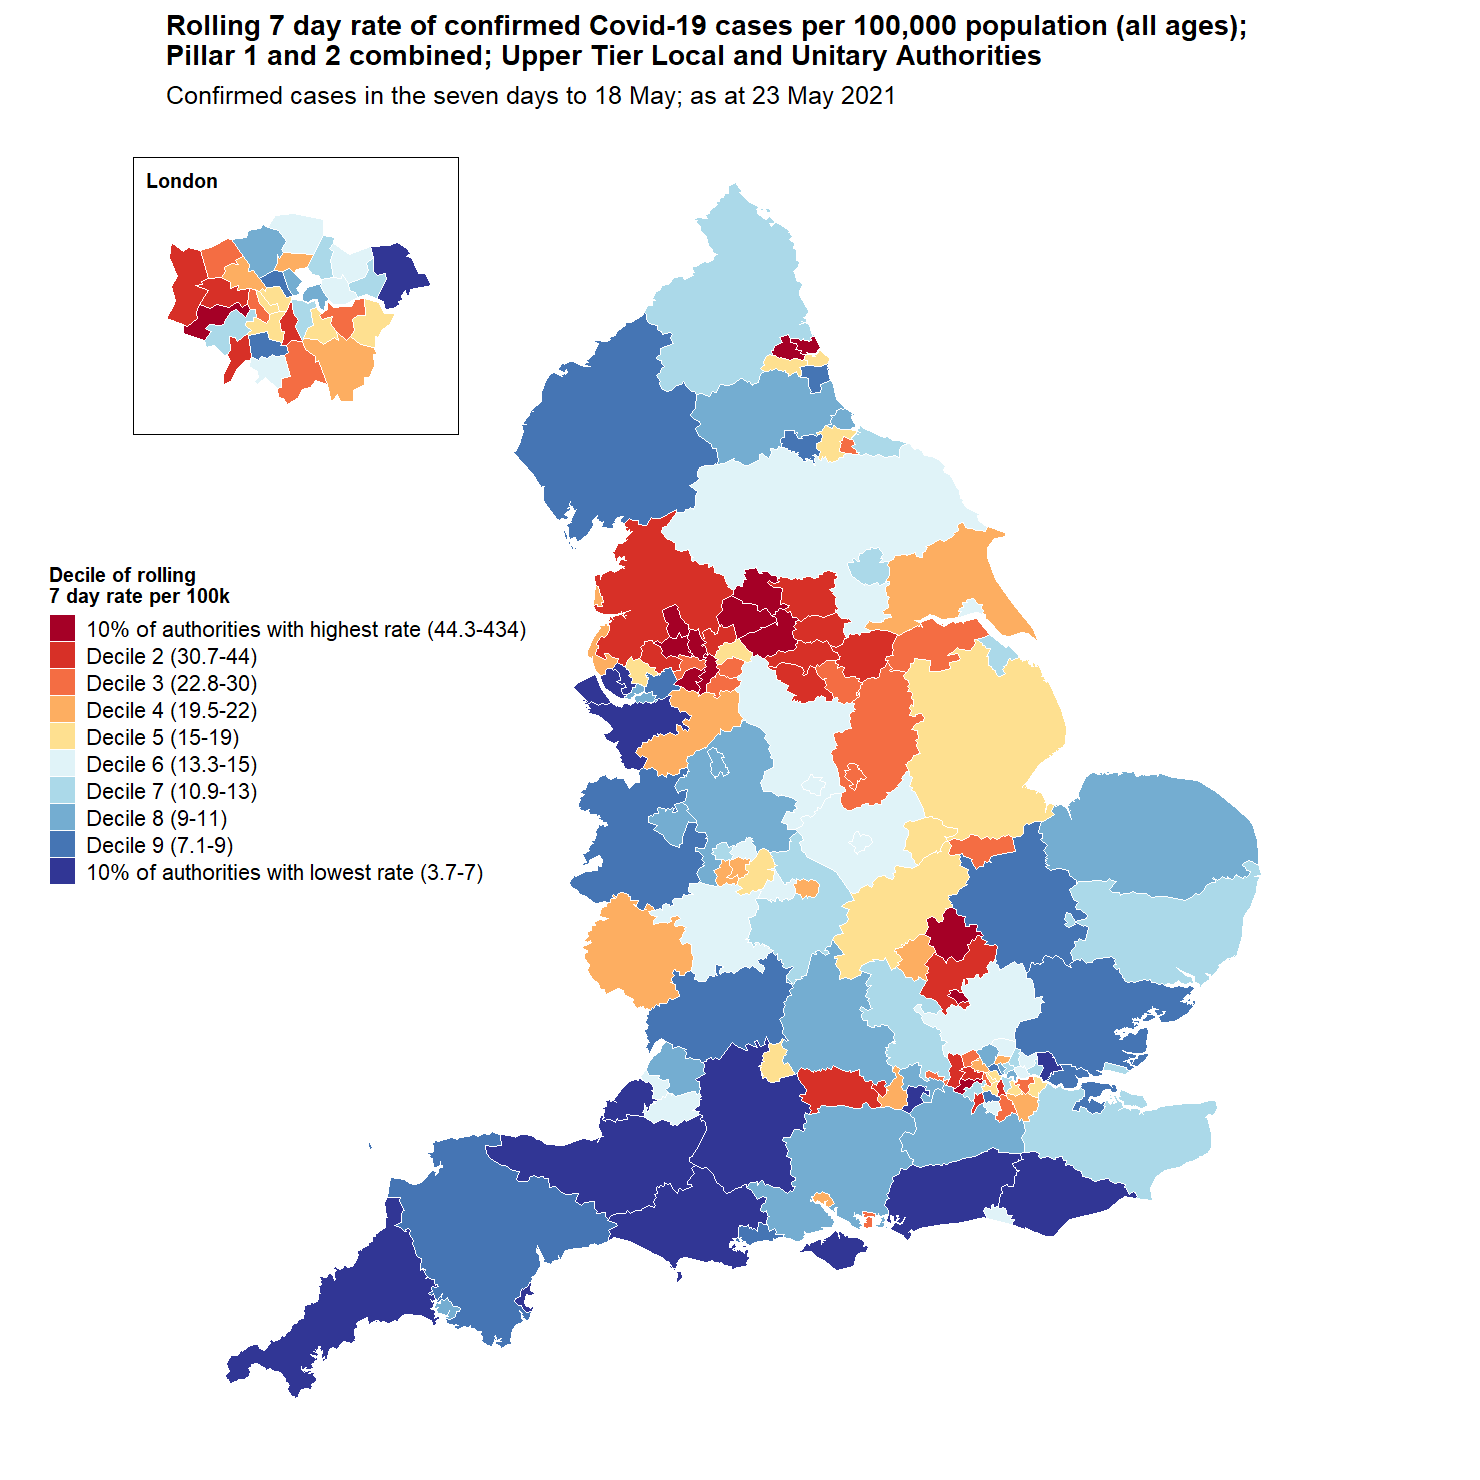 Rolling 7 day rate of confirmed Covid-19 cases per 100,000 population (all ages);
Pillar 1 and 2 combined; Upper Tier Local and Unitary Authorities
Confirmed cases in the seven days to 18 May; as at 23 May 2021
London
Decile of rolling
7 day rate per 100k
10% of authorities with highest rate (44.3-434)
Decile 2 (30.7-44)
Decile 3 (22.8-30)
Decile 4 (19.5-22)
Decile 5 (15-19)
Decile 6 (13.3-15)
Decile 7 (10.9-13)
Decile 8 (9-11)
Decile 9 (7.1-9)
10% of authorities with lowest rate (3.7-7)